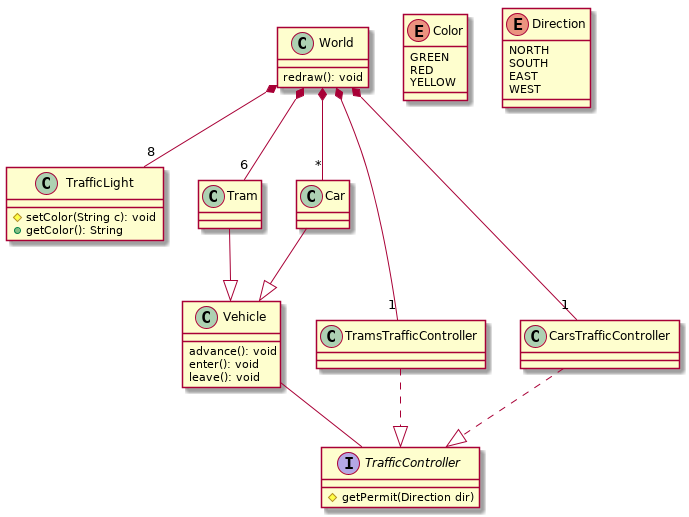 C World
redraw(): void
E Color
GREEN
RED
YELLOW
E Direction
NORTH
SOUTH
EAST
WEST
8
6
*
C TrafficLight
setColor(String c): void
getColor(): String
C Tram
C Car
1
1
C Vehicle
advance(): void
enter(): void
leave(): void
C TramsTrafficController
C CarsTrafficController
I TrafficController
getPermit(Direction dir)